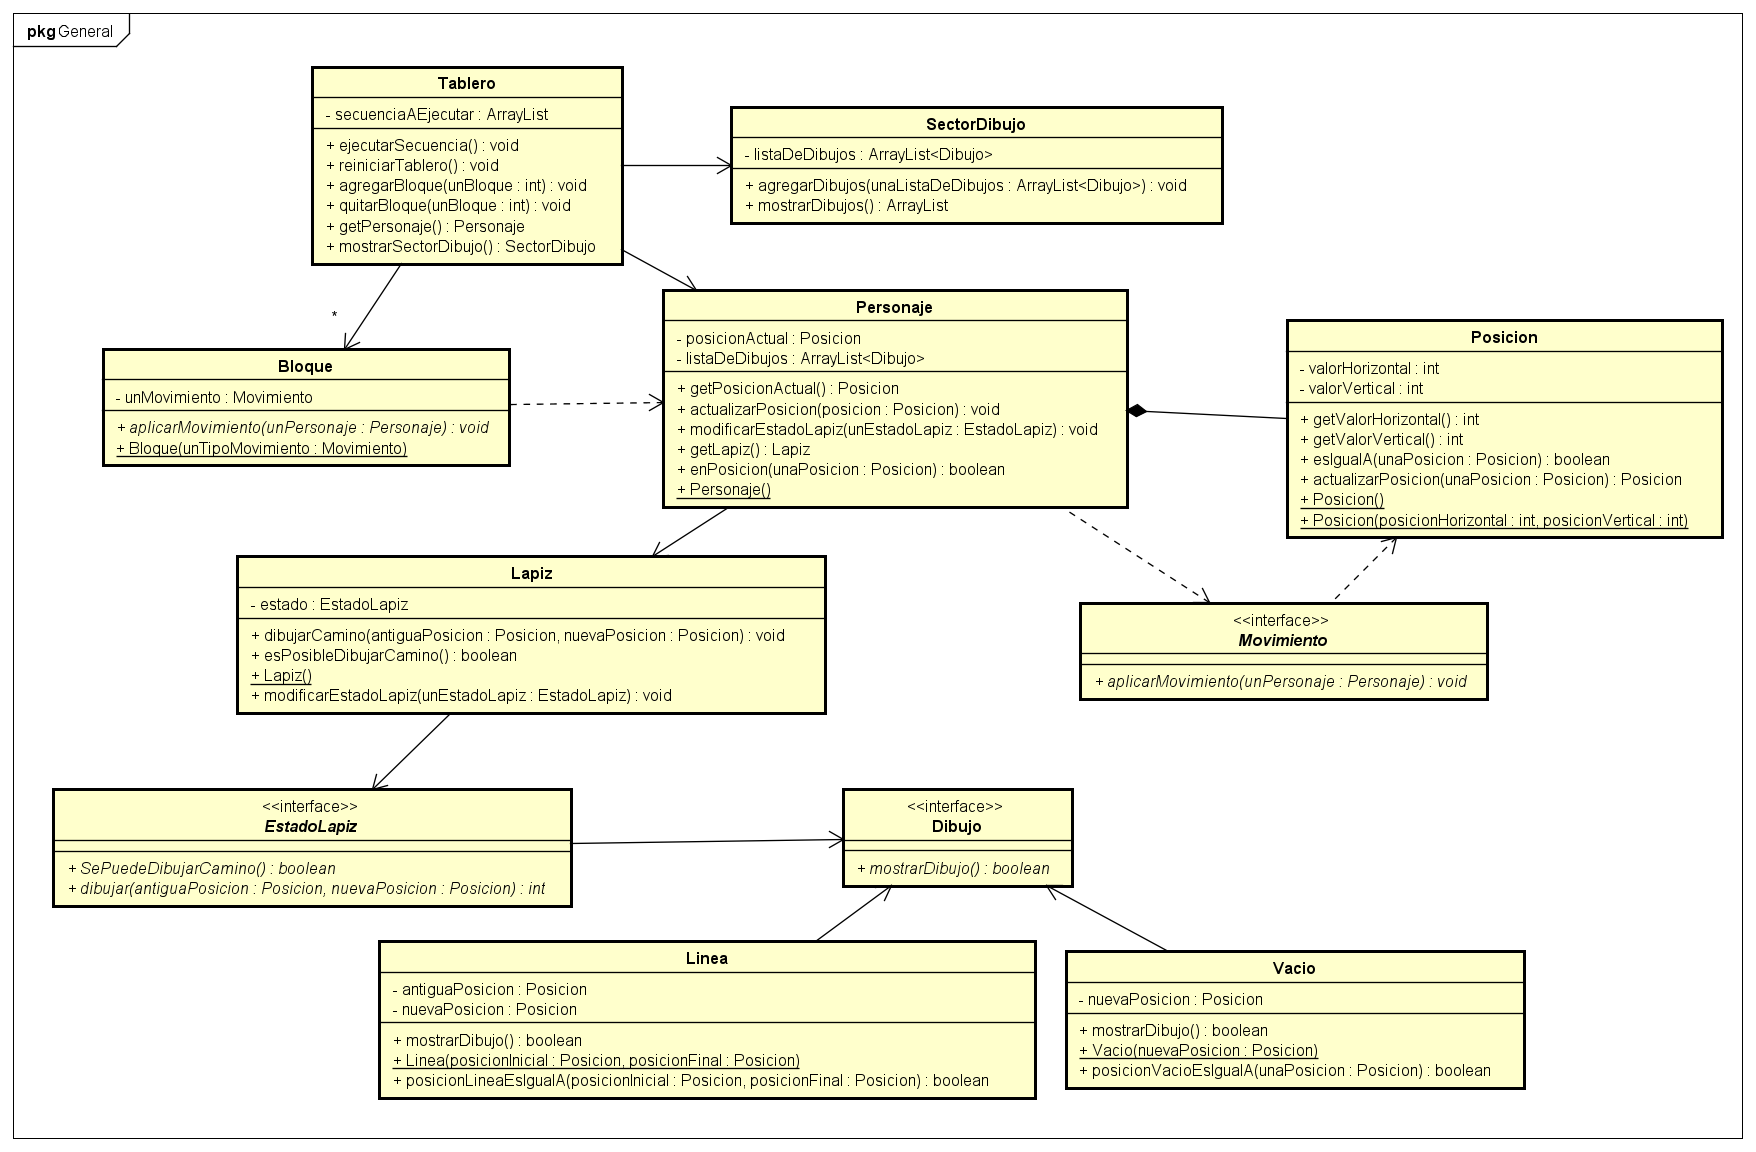 pkg General
Tablero
- secuenciaAEjecutar : ArrayList
+ ejecutarSecuencia() : void
+ reiniciarTablero() : void
+ agregarBloque(unBloque : int) : void
+ quitarBloque(unBloque : int) : void
+ getPersonaje() : Personaje
+ mostrarSectorDibujo() : SectorDibujo
SectorDibujo
- listaDeDibujos : ArrayList<Dibujo>
+ agregarDibujos(unaListaDeDibujos : ArrayList<Dibujo>) : void
+ mostrarDibujos() : ArrayList
*
Bloque
- unMovimiento : Movimiento
+ aplicarMovimiento(unPersonaje : Personaje) : void
+ Bloque(unTipoMovimiento : Movimiento)
Personaje
- posicionActual : Posicion
- listaDeDibujos : ArrayList<Dibujo>
+ getPosicionActual() : Posicion
+ actualizarPosicion(posicion : Posicion) : void
+ modificarEstadoLapiz(unEstadoLapiz : EstadoLapiz) : void
+ getLapiz() : Lapiz
+ enPosicion(unaPosicion : Posicion) : boolean
+ Personaje()
Posicion
- valorHorizontal : int
- valorVertical : int
+ getValorHorizontal() : int
+ getValorVertical() : int
+ esIgualA(unaPosicion : Posicion) : boolean
+ actualizarPosicion(unaPosicion : Posicion) : Posicion
+ Posicion()
+ Posicion(posicionHorizontal : int, posicionVertical : int)
Lapiz
- estado : EstadoLapiz
+ dibujarCamino(antiguaPosicion : Posicion, nuevaPosicion : Posicion) : void
+ esPosibleDibujarCamino() : boolean
+ Lapiz()
+ modificarEstadoLapiz(unEstadoLapiz : EstadoLapiz) : void
<<interface>>
Movimiento
+ aplicarMovimiento(unPersonaje : Personaje) : void
<<interface>>
EstadoLapiz
+ SePuedeDibujarCamino() : boolean
+ dibujar(antiguaPosicion : Posicion, nuevaPosicion : Posicion) : int
<<interface>>
Dibujo
+ mostrarDibujo() : boolean
Linea
- antiguaPosicion : Posicion
- nuevaPosicion : Posicion
+ mostrarDibujo() : boolean
+ Linea(posicionInicial : Posicion, posicionFinal : Posicion)
+ posicionLineaEsIgualA(posicionInicial : Posicion, posicionFinal : Posicion) : boolean
Vacio
- nuevaPosicion : Posicion
+ mostrarDibujo() : boolean
+ Vacio(nuevaPosicion : Posicion)
+ posicionVacioEsIgualA(unaPosicion : Posicion) : boolean